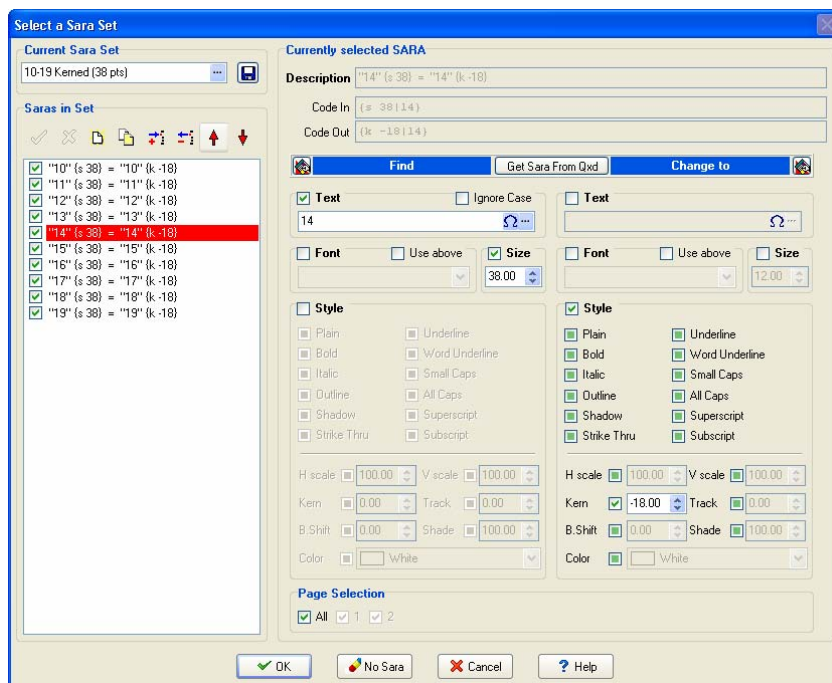 Select a Sara Set
Current Sara Set
10-19 Kerned (38 pts)
Saras in Set
"10" {s 38} = "10" {k -18}
"11" {s 38} = "11" {k -18}
"12" {s 38} = "12" {k -18}
"13" {s 38} = "13" {k -18}
"14" {s 38} = "14" {k -18}
"15" {s 38} = "15" {k -18}
"16" {s 38} = "16" {k -18}
"17" {s 38} = "17" {k -18}
"18" {s 38} = "18" {k -18}
"19" {s 38} = "19" {k -18}
Currently selected SARA
Description "14" {s 38} = "14" {k -18}
Code In {s 38|14}
Code Out {k -18|14}
Find Get Sara From Qxd Change to
Text Ignore Case
14 Ω ...
Font Use above Size
38.00
Style
Plain Underline
Bold Word Underline
Italic Small Caps
Outline All Caps
Shadow Superscript
Strike Thru Subscript
H scale 100.00 V scale 100.00
Kern 0.00 Track 0.00
B.Shift 0.00 Shade 100.00
Color White
Text
Ω ...
Font Use above Size
12.00
Style
Plain Underline
Bold Word Underline
Italic Small Caps
Outline All Caps
Shadow Superscript
Strike Thru Subscript
H scale 100.00 V scale 100.00
Kern -18.00 Track 0.00
B.Shift 0.00 Shade 100.00
Color White
Page Selection
All 1 2
OK No Sara Cancel ? Help